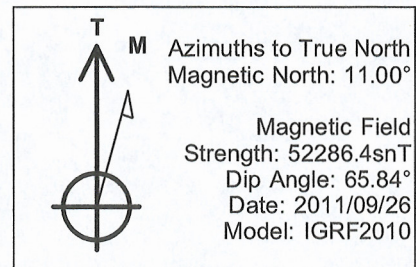 T
M
Azimuths to True North
Magnetic North: 11.00°
Magnetic Field
Strength: 52286.4snT
Dip Angle: 65.84°
Date: 2011/09/26
Model: IGRF2010